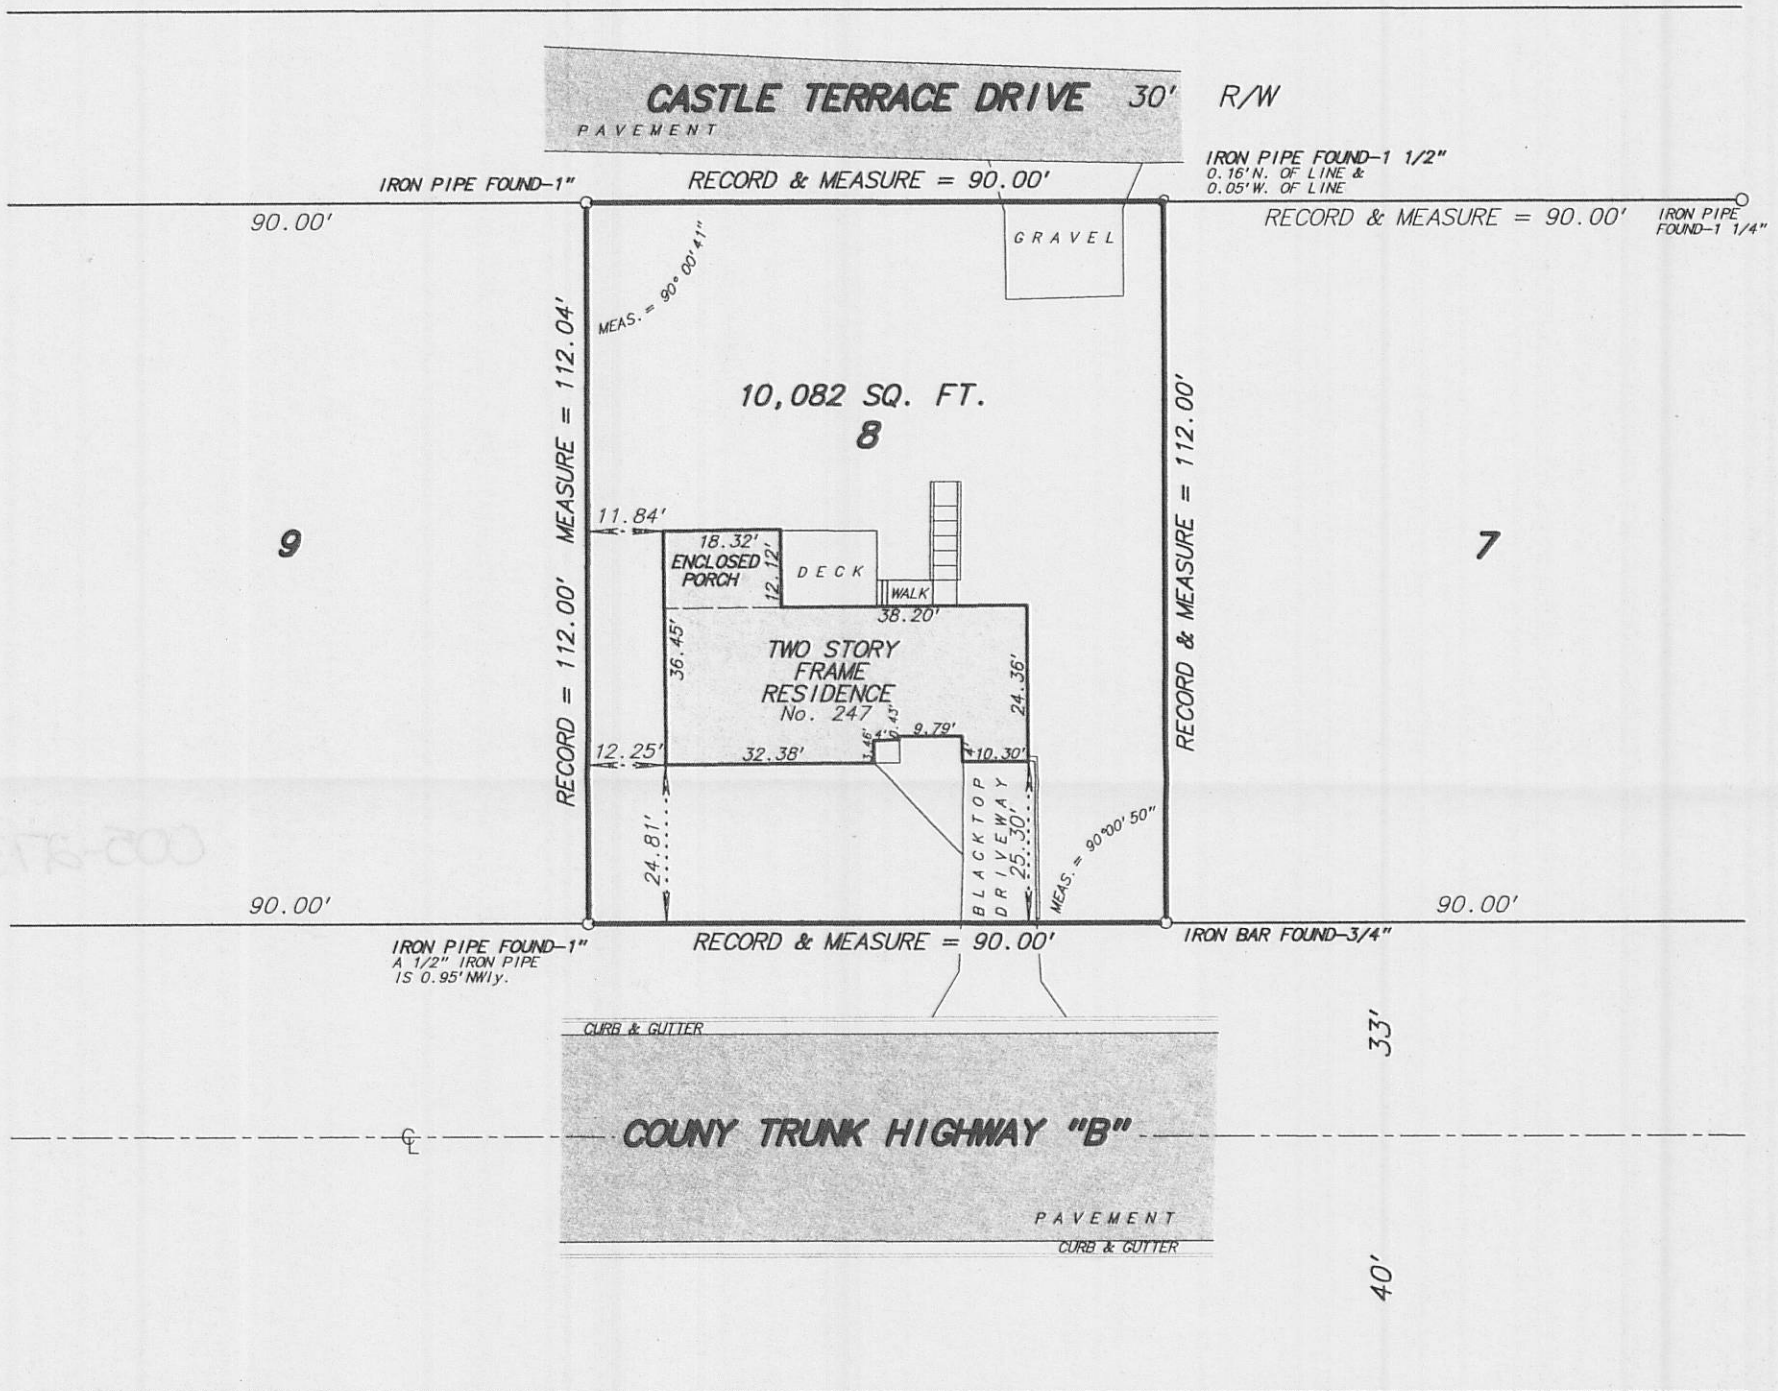 CASTLE TERRACE DRIVE 30' R/W
PAVEMENT
IRON PIPE FOUND-1"
RECORD & MEASURE = 90.00'
IRON PIPE FOUND-1 1/2"
0.16'N. OF LINE &
0.05'W. OF LINE
90.00'
RECORD & MEASURE = 90.00'
IRON PIPE
FOUND-1 1/4"
GRAVEL
MEAS. = 90°00'41"
RECORD = 112.00' MEASURE = 112.04'
10,082 SQ. FT.
8
RECORD & MEASURE = 112.00'
9
7
11.84'
18.32'
ENCLOSED
PORCH
12.12'
DECK
WALK
38.20'
36.45'
TWO STORY
FRAME
RESIDENCE
No. 247
24.36'
3.46'
4'
0.43'
9.79'
4'
10.30'
12.25'
32.38'
24.81'
BLACKTOP
DRIVEWAY
25.30'
MEAS. = 90°00'50"
90.00'
90.00'
IRON PIPE FOUND-1"
A 1/2" IRON PIPE
IS 0.95'NWly.
RECORD & MEASURE = 90.00'
IRON BAR FOUND-3/4"
CURB & GUTTER
33'
COUNY TRUNK HIGHWAY "B"
PAVEMENT
CURB & GUTTER
40'